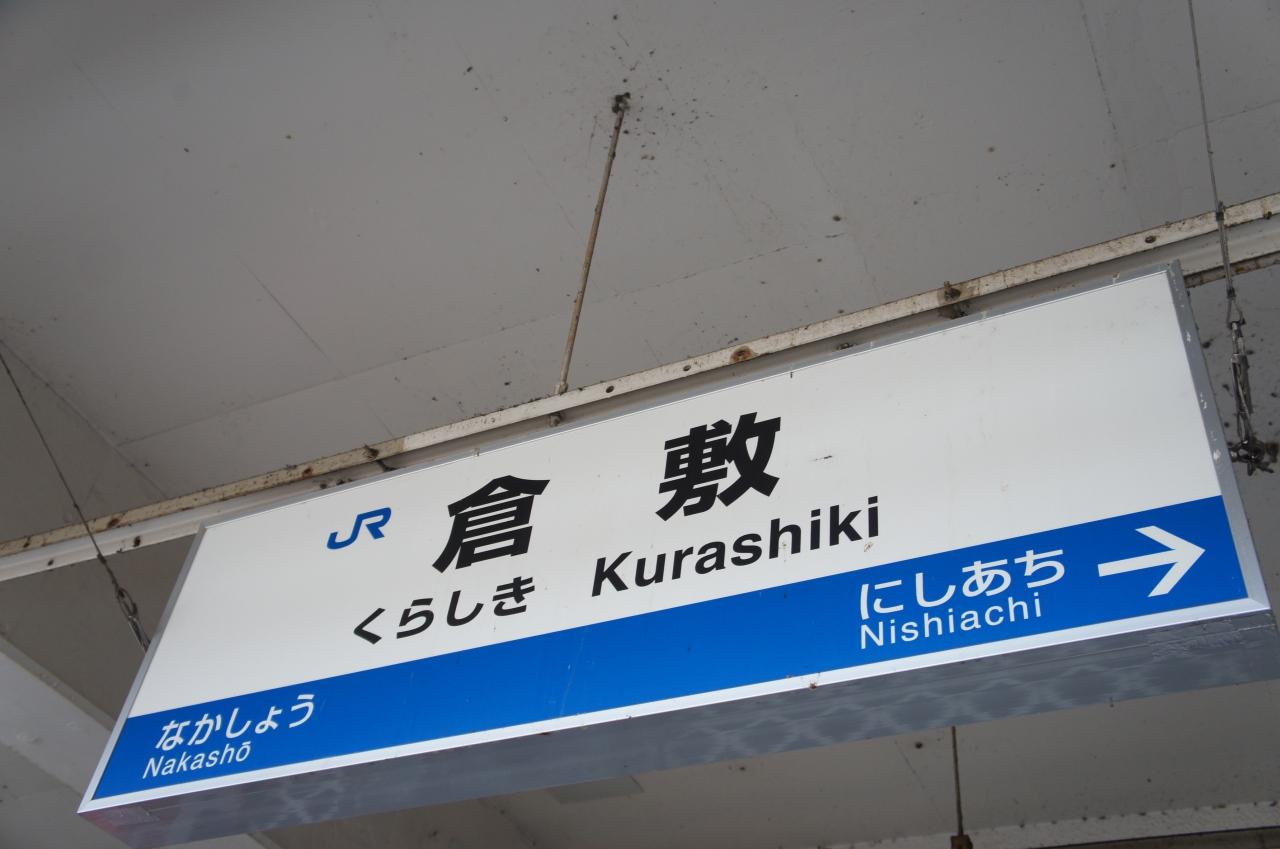 JR 倉敷
くらしき Kurashiki
なかしょう
Nakashō
にしあち →
Nishiachi